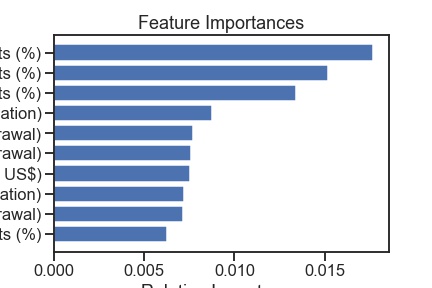 Feature Importances
ts (%)
ts (%)
ts (%)
ation)
rawal)
rawal)
US$)
ation)
rawal)
ts (%)
0.000 0.005 0.010 0.015